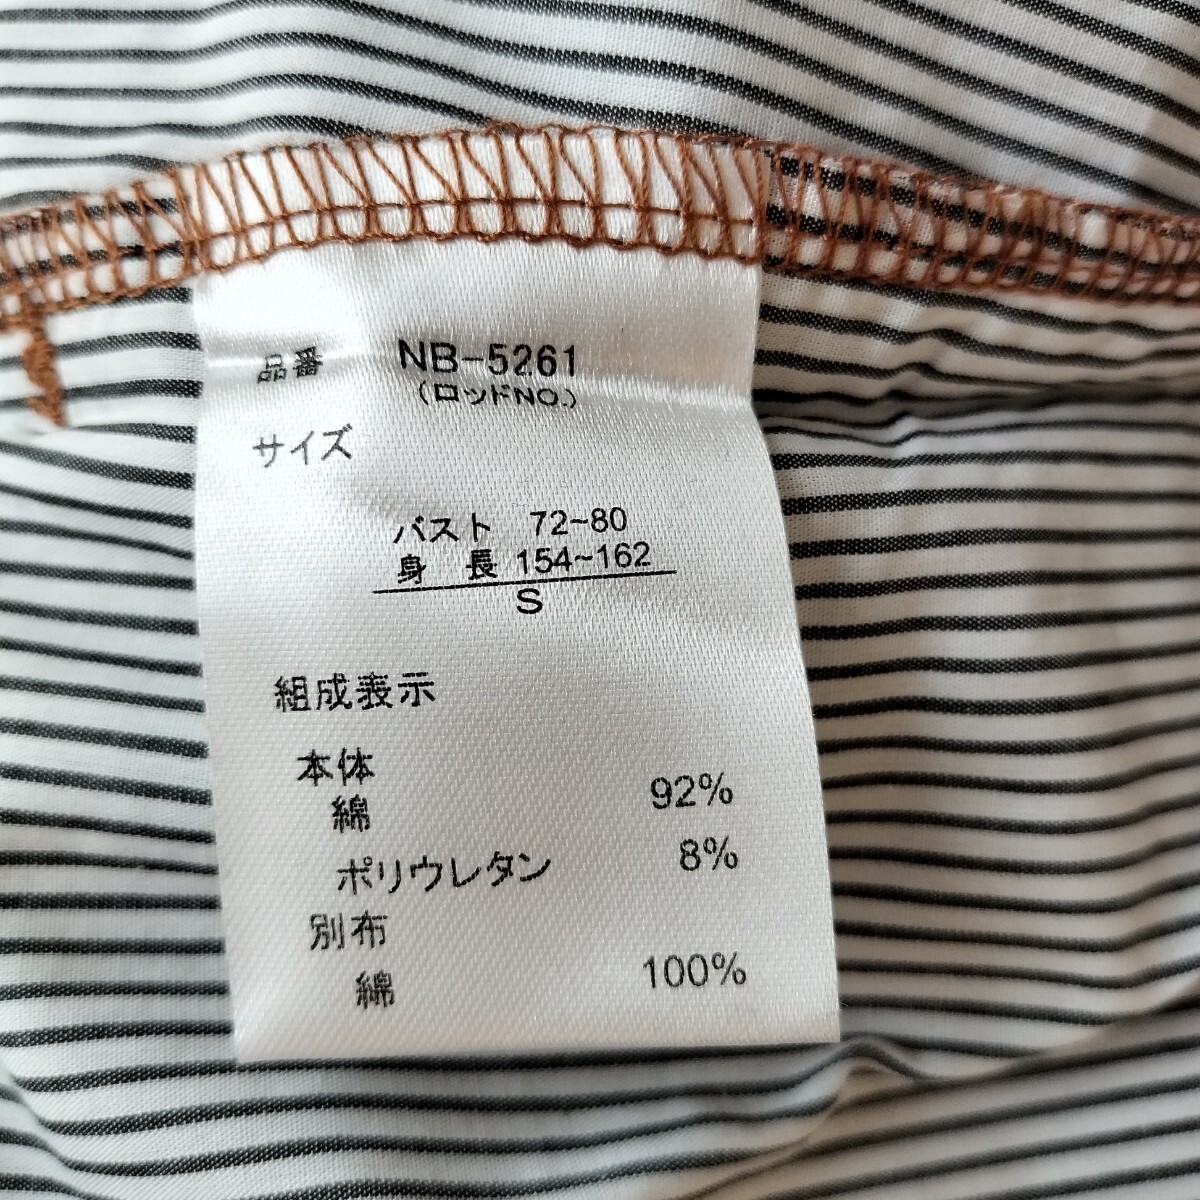 品番 NB-5261
(ロッドNO.)
サイズ
バスト 72~80
身 長 154~162
S
組成表示
本体
綿 92%
ポリウレタン 8%
別布
綿 100%